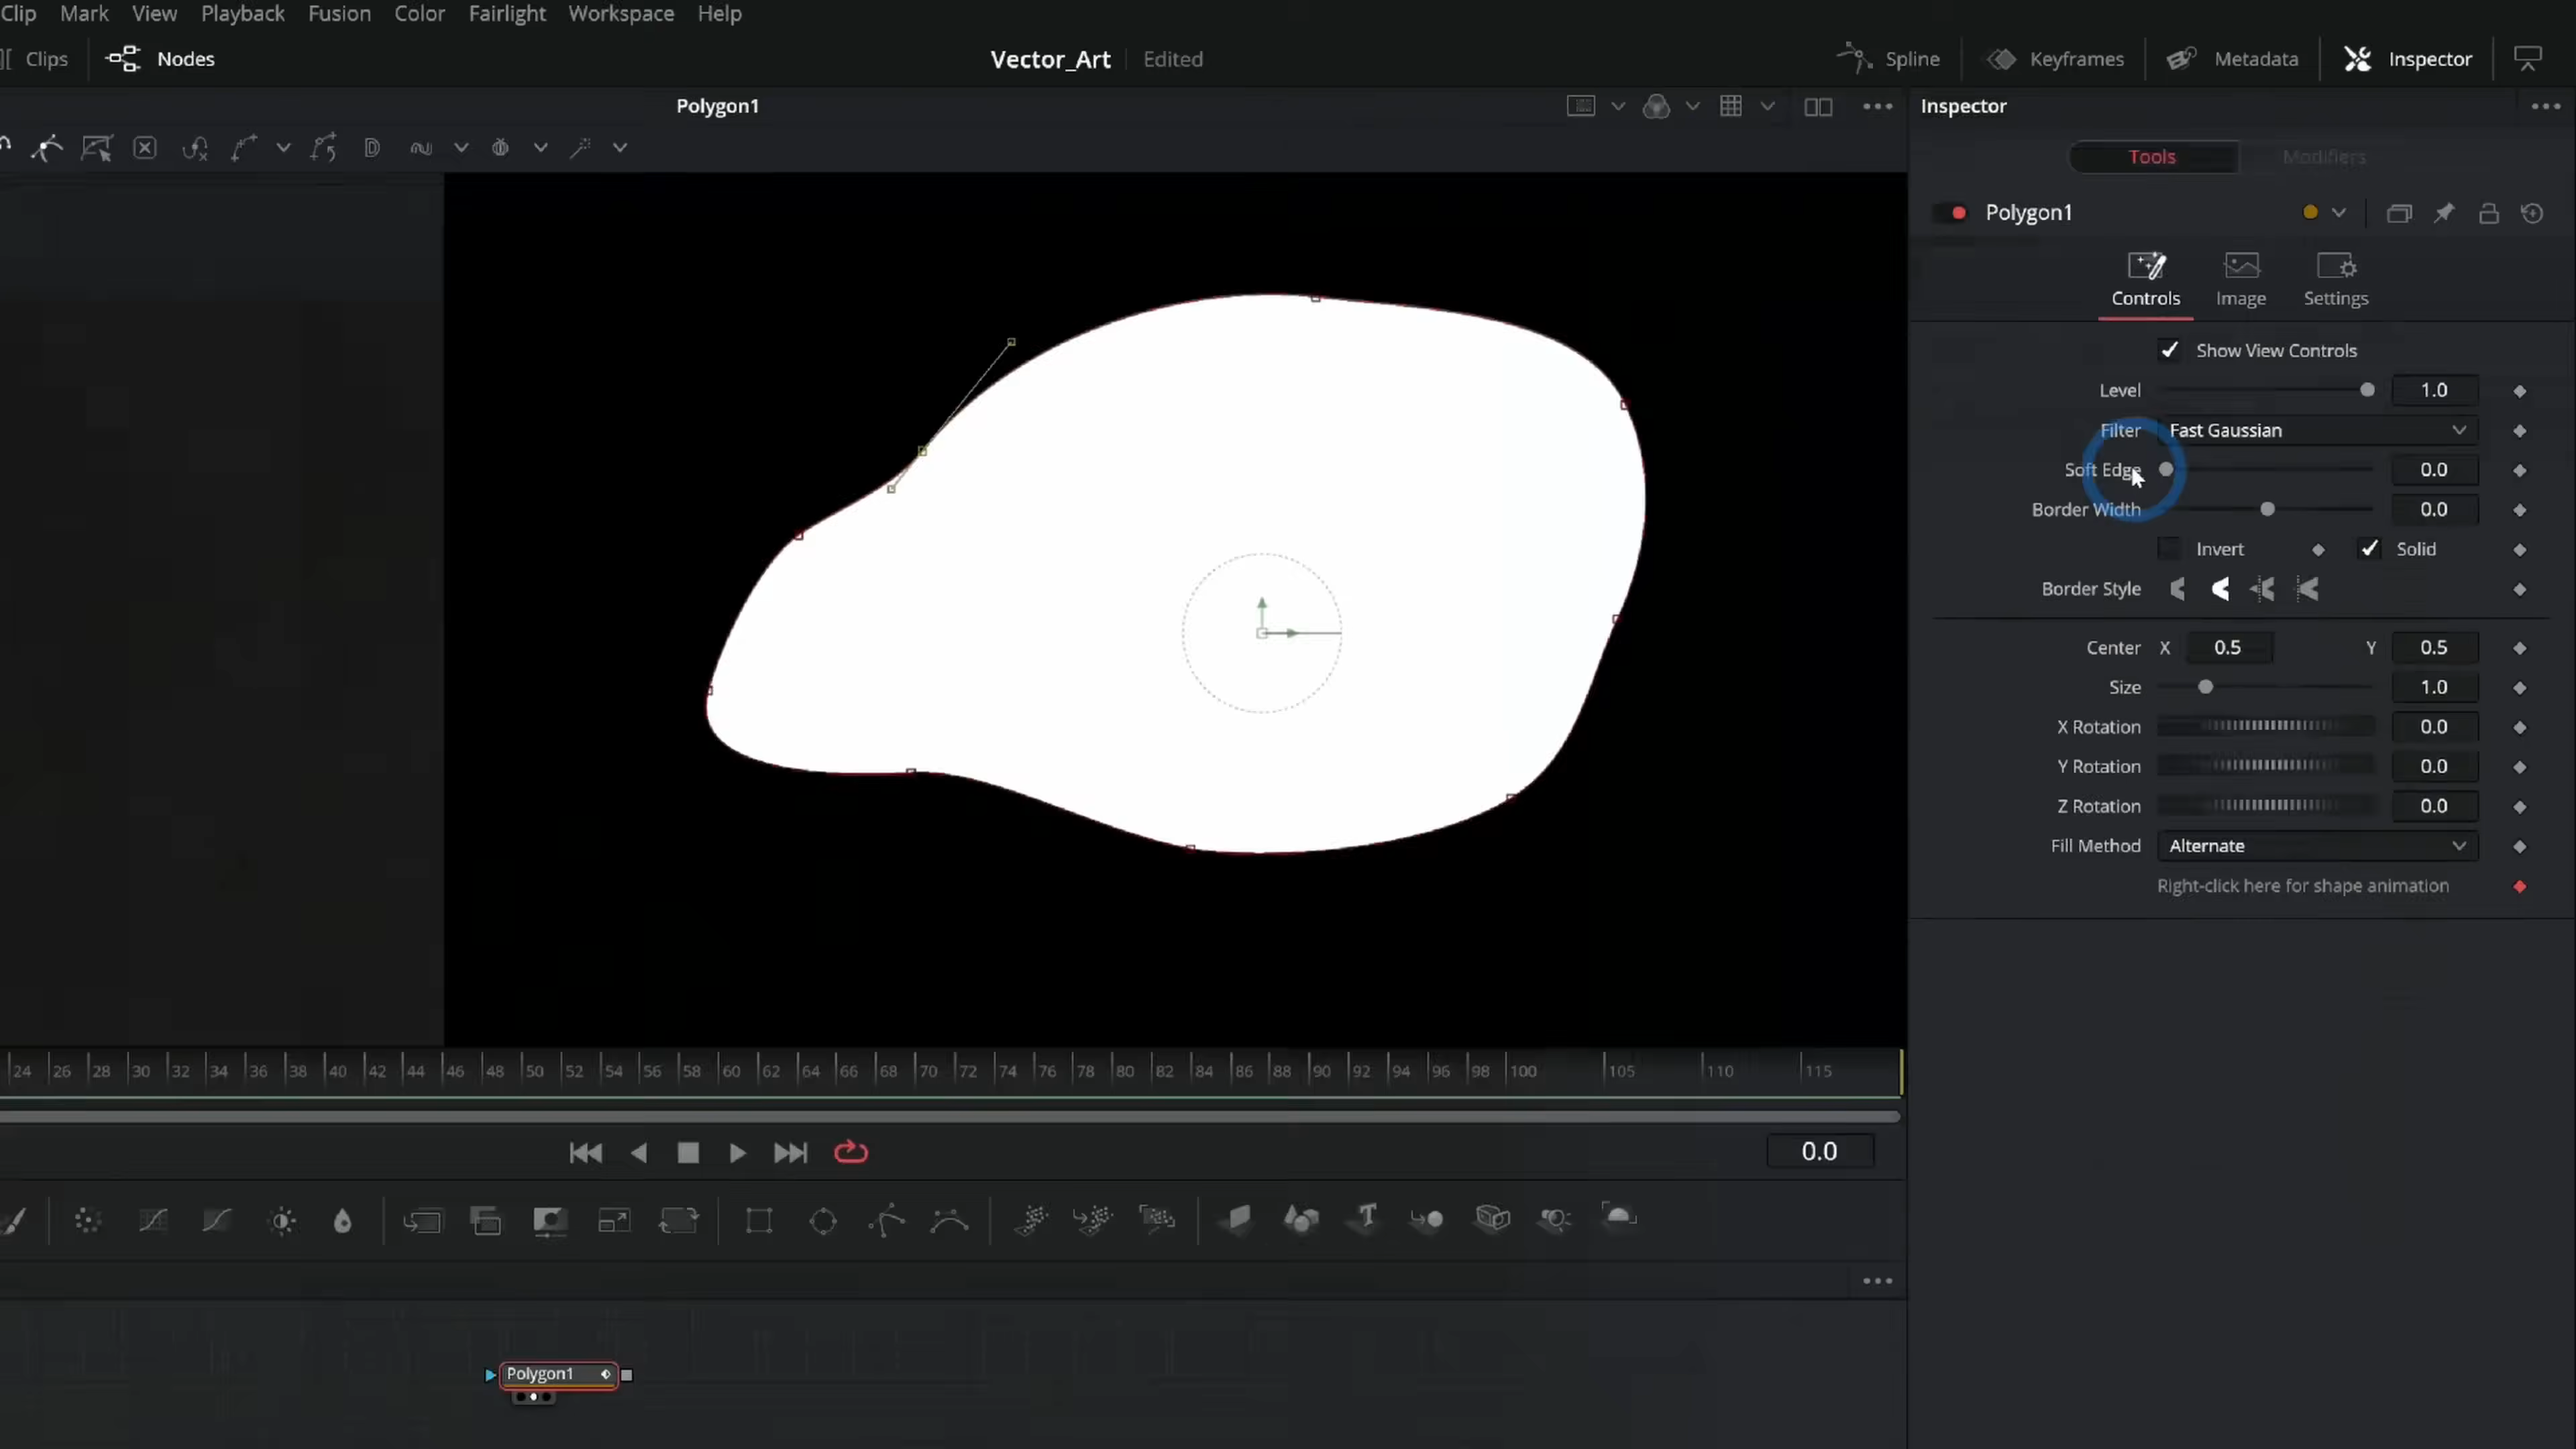 Clip Mark View Playback Fusion Color Fairlight Workspace Help
Clips Nodes Vector_Art Edited Spline Keyframes Metadata Inspector
Polygon1 Inspector
Tools Modifiers
Polygon1
Controls Image Settings
Show View Controls
Level 1.0
Filter Fast Gaussian
Soft Edge 0.0
Border Width 0.0
Invert Solid
Border Style
Center X 0.5 Y 0.5
Size 1.0
X Rotation 0.0
Y Rotation 0.0
Z Rotation 0.0
Fill Method Alternate
Right-click here for shape animation
24 26 28 30 32 34 36 38 40 42 44 46 48 50 52 54 56 58 60 62 64 66 68 70 72 74 76 78 80 82 84 86 88 90 92 94 96 98 100 105 110 115
0.0
Polygon1